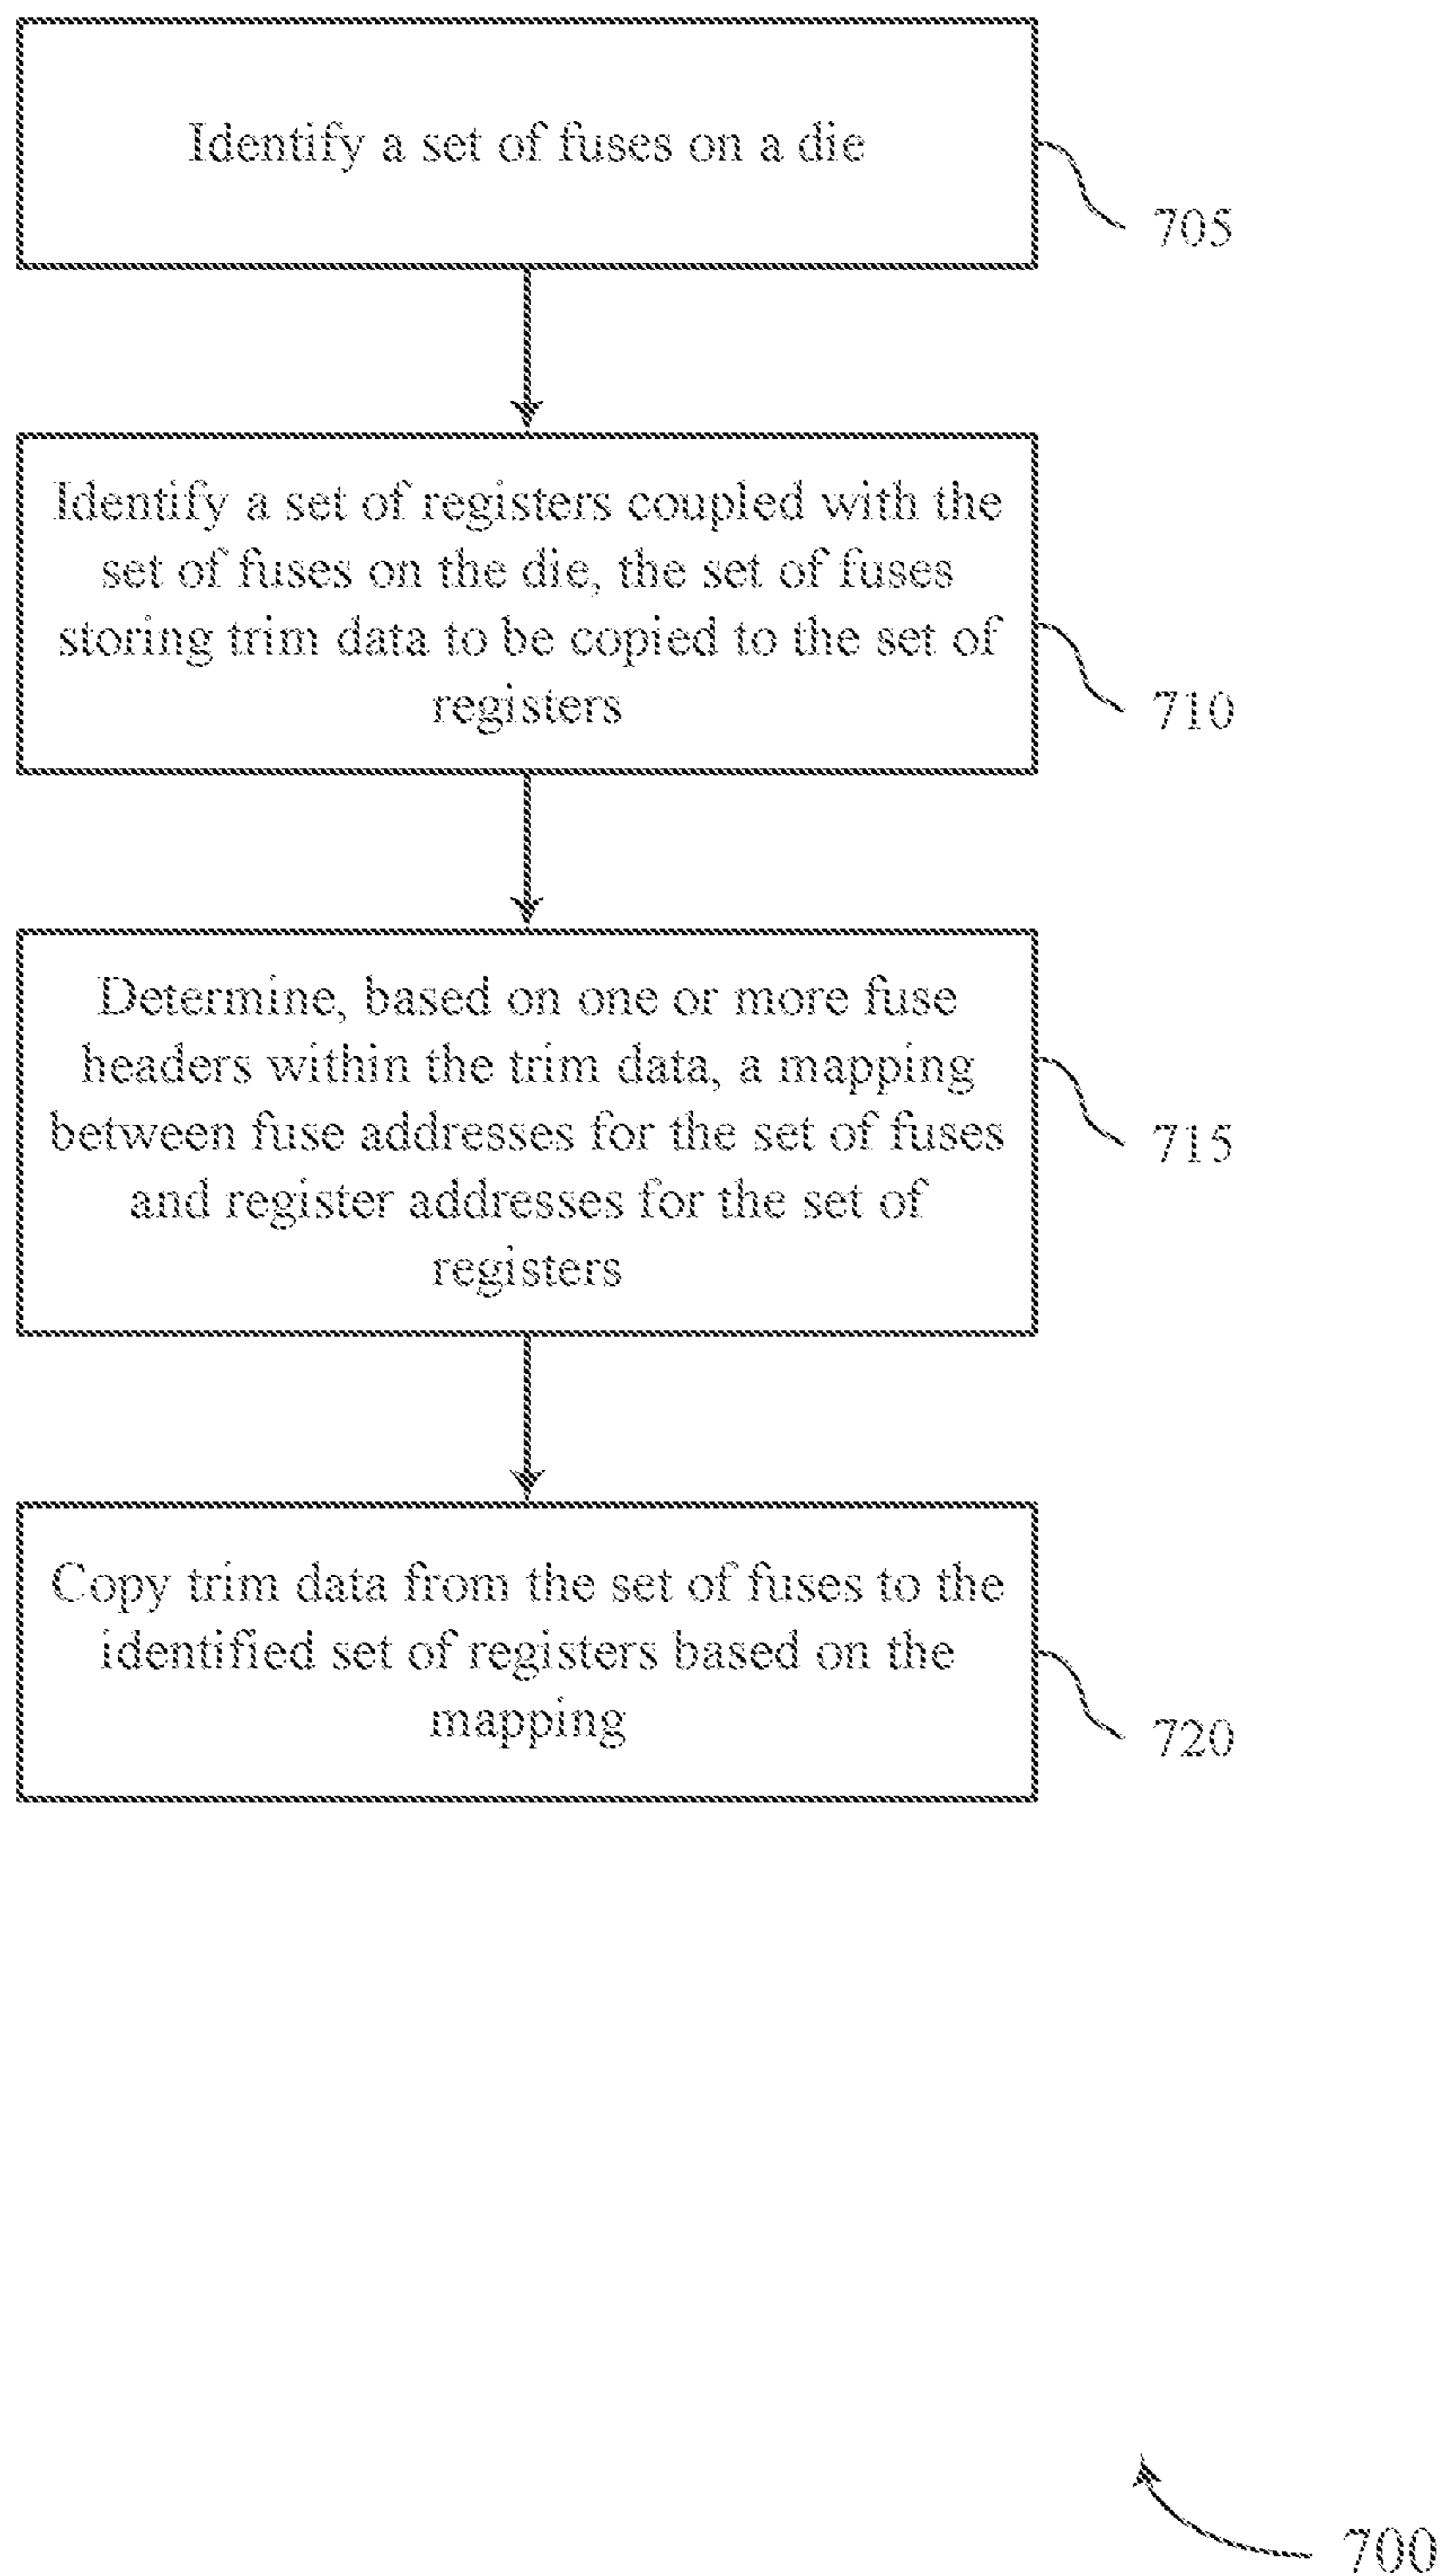 Identify a set of fuses on a die
705
Identify a set of registers coupled with the
set of fuses on the die, the set of fuses
storing trim data to be copied to the set of
registers
710
Determine, based on one or more fuse
headers within the trim data, a mapping
between fuse addresses for the set of fuses
and register addresses for the set of
registers
715
Copy trim data from the set of fuses to the
identified set of registers based on the
mapping
720
700